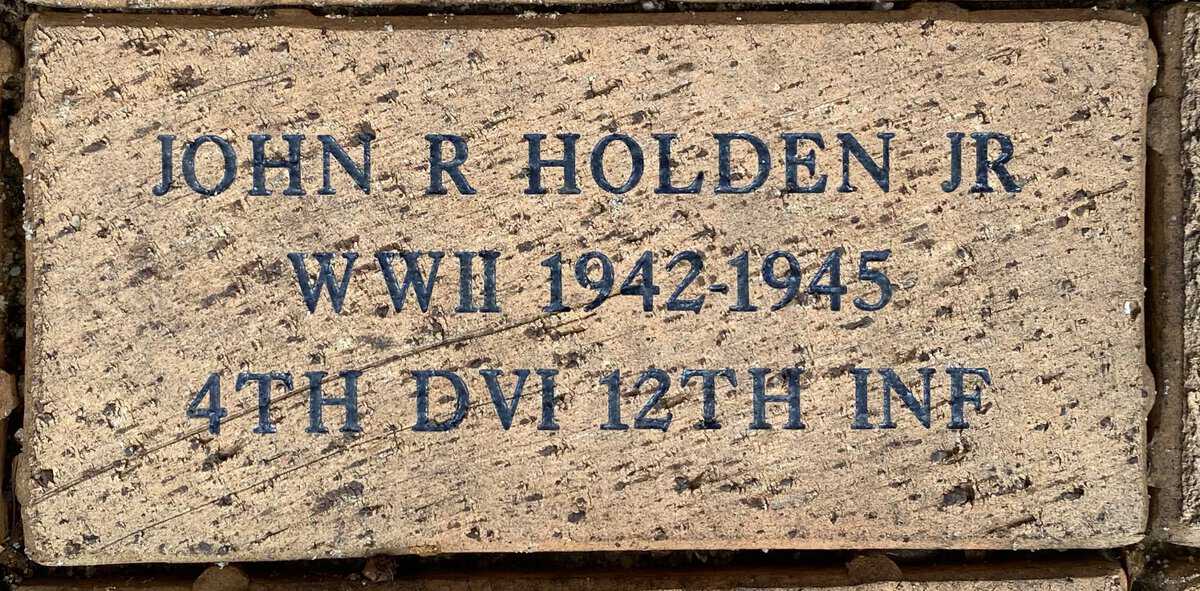 JOHN R HOLDEN JR
WWII 1942-1945
4TH DVI 12TH INF